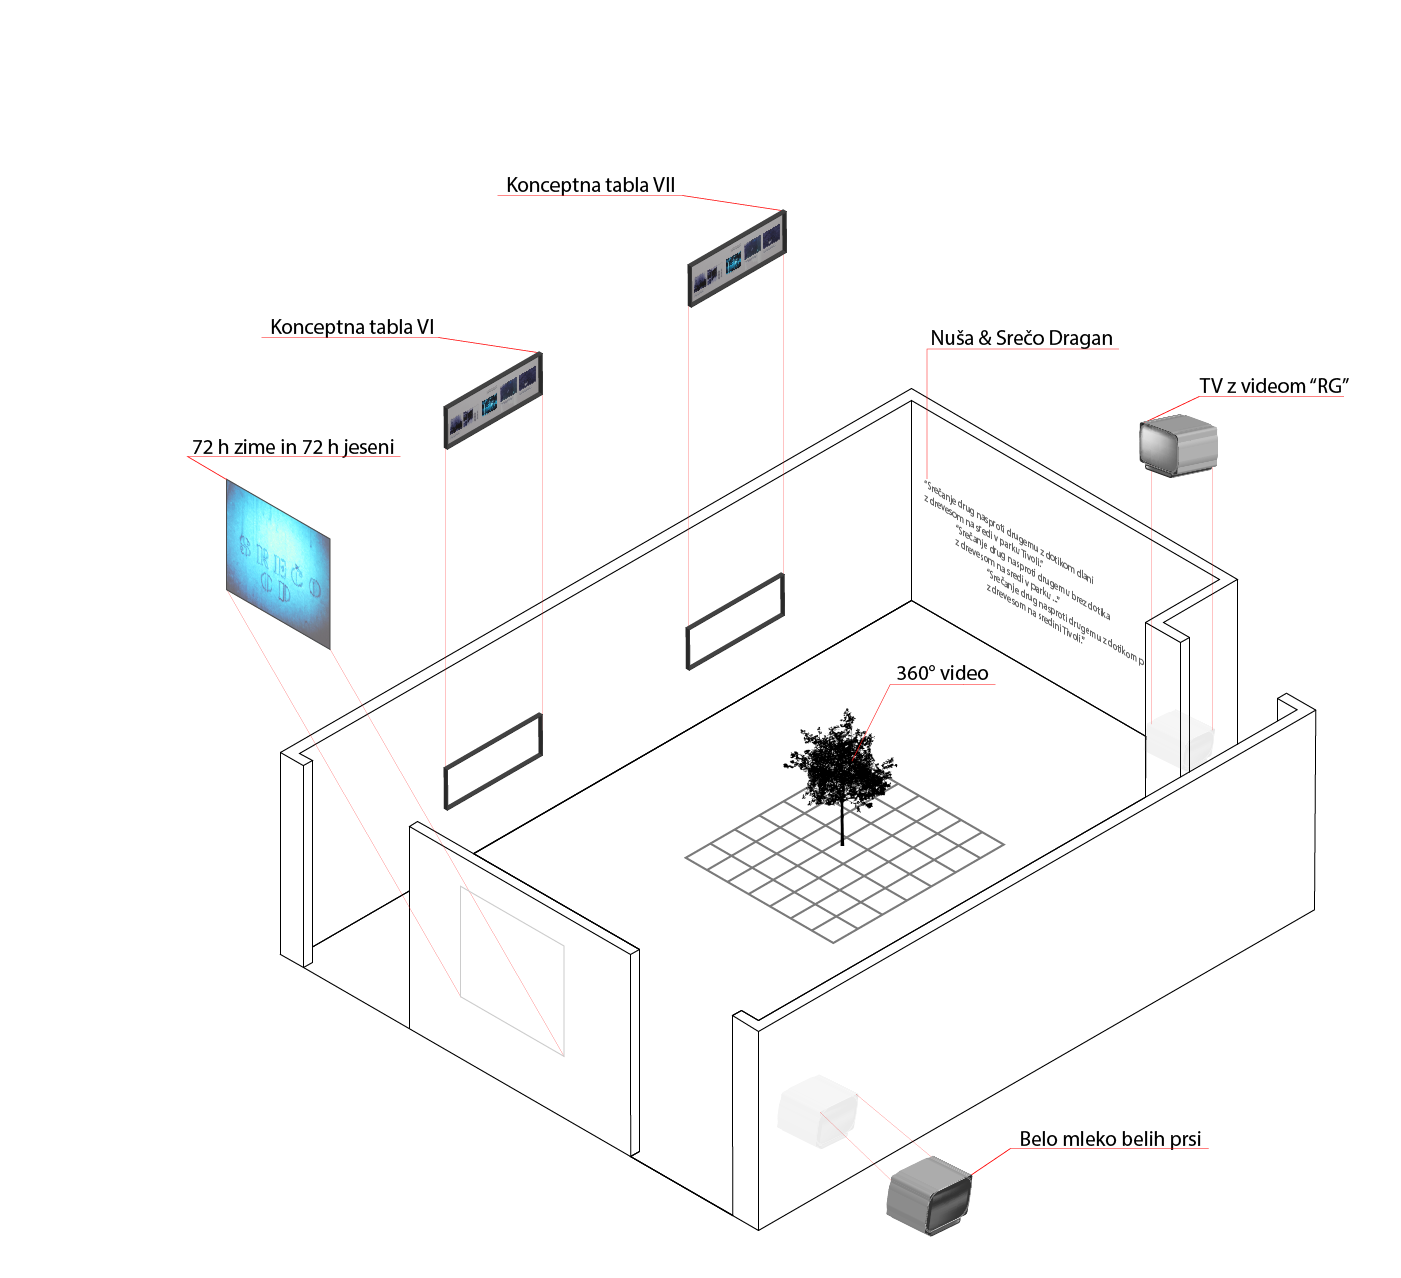 Konceptna tabla VII
Konceptna tabla VI
Nuša & Srečo Dragan
TV z videom “RG”
72 h zime in 72 h jeseni
SREČO
CD
“Srečanje drug nasproti drugemu z dotikom dlani
z drevesom na sredi v parku Tivoli.”
“Srečanje drug nasproti drugemu brez dotika
z drevesom na sredi v parku ...”
“Srečanje drug nasproti drugemu z dotikom p
z drevesom na sredini Tivoli.”
360° video
Belo mleko belih prsi